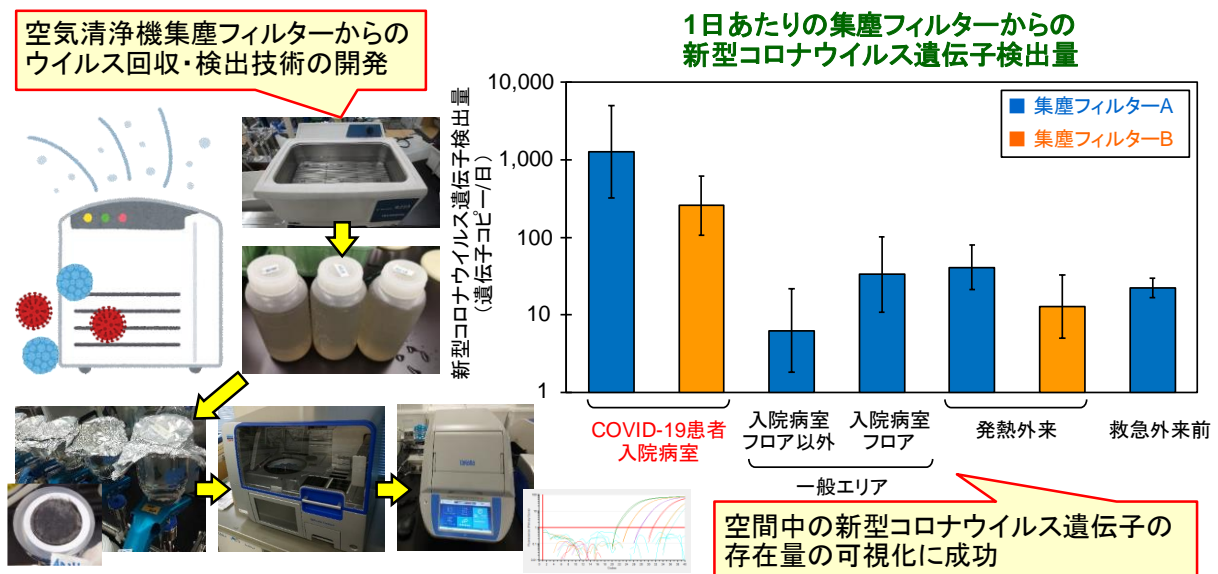 空気清浄機集塵フィルターからの
ウイルス回収・検出技術の開発
1日あたりの集塵フィルターからの
新型コロナウイルス遺伝子検出量
新型コロナウイルス遺伝子検出量
（遺伝子コピー/日）
10,000
1,000
100
10
1
集塵フィルターA
集塵フィルターB
COVID-19患者
入院病室
入院病室
フロア以外
入院病室
フロア
発熱外来
救急外来前
一般エリア
空間中の新型コロナウイルス遺伝子の
存在量の可視化に成功